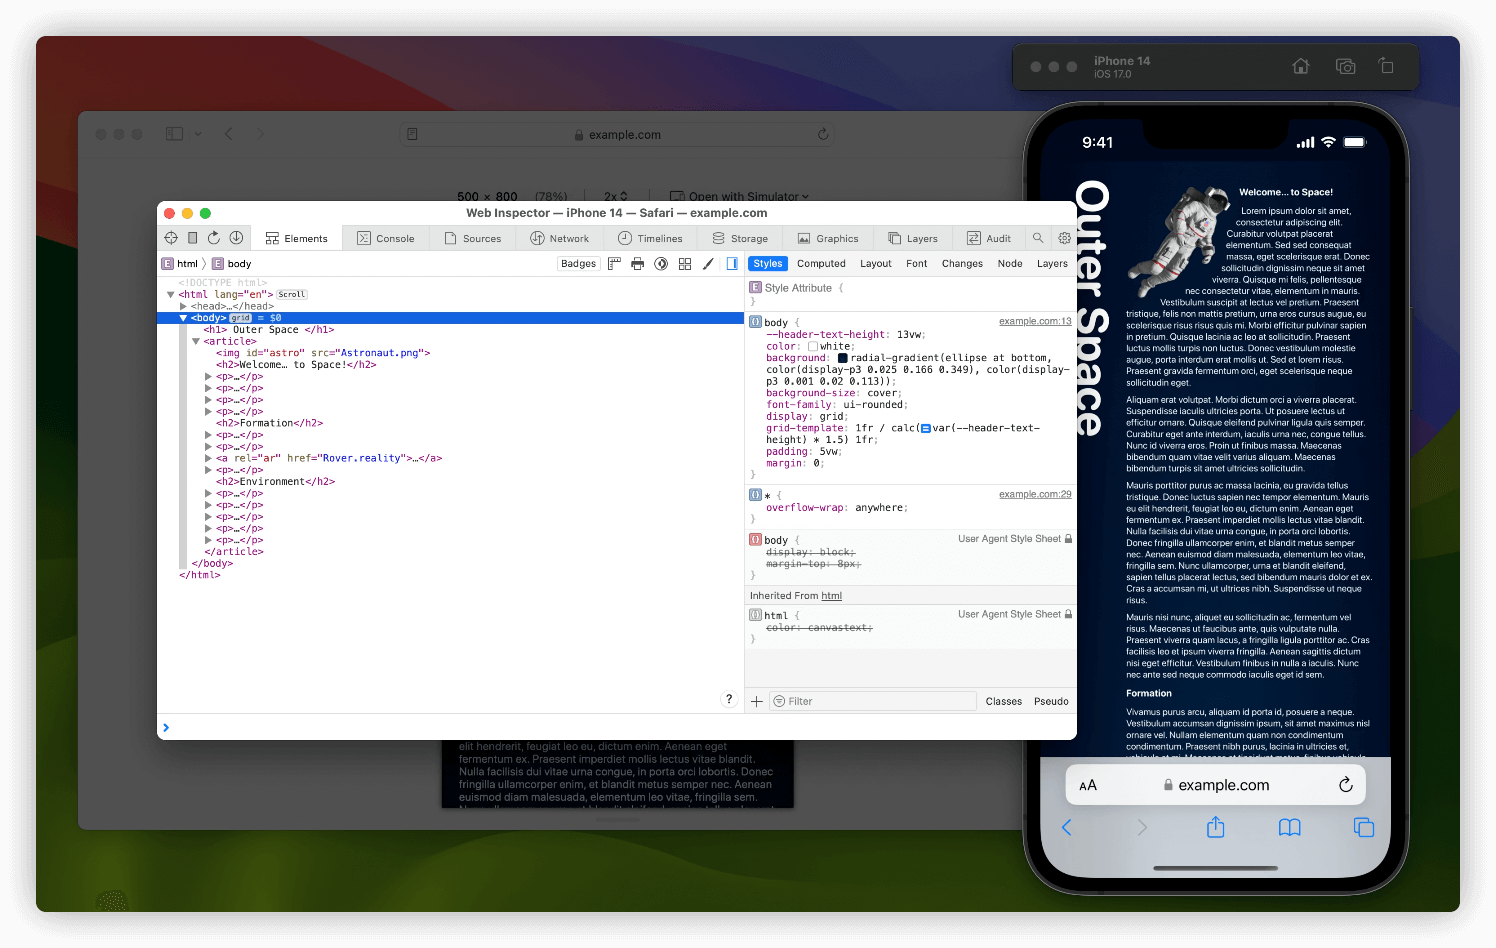 iPhone 14
iOS 17.0
example.com
500 × 800 (78%) 2x Open with Simulator
Web Inspector — iPhone 14 — Safari — example.com
Elements Console Sources Network Timelines Storage Graphics Layers Audit
E html E body Badges
Styles Computed Layout Font Changes Node Layers
<!DOCTYPE html>
<html lang="en"> Scroll
<head>…</head>
<body> grid = $0
<h1> Outer Space </h1>
<article>
<img id="astro" src="Astronaut.png">
<h2>Welcome… to Space!</h2>
<p>…</p>
<p>…</p>
<p>…</p>
<p>…</p>
<h2>Formation</h2>
<p>…</p>
<p>…</p>
<a rel="ar" href="Rover.reality">…</a>
<p>…</p>
<h2>Environment</h2>
<p>…</p>
<p>…</p>
<p>…</p>
<p>…</p>
<p>…</p>
</article>
</body>
</html>
E Style Attribute {
}
body { example.com:13
--header-text-height: 13vw;
color: white;
background: radial-gradient(ellipse at bottom,
color(display-p3 0.025 0.166 0.349), color(display-
p3 0.001 0.02 0.113));
background-size: cover;
font-family: ui-rounded;
display: grid;
grid-template: 1fr / calc(var(--header-text-
height) * 1.5) 1fr;
padding: 5vw;
margin: 0;
}
* { example.com:29
overflow-wrap: anywhere;
}
body { User Agent Style Sheet
display: block;
margin-top: 8px;
}
Inherited From html
html { User Agent Style Sheet
color: canvastext;
}
?
Filter Classes Pseudo
elit hendrerit, feugiat leo eu, dictum enim. Aenean eget
fermentum ex. Praesent imperdiet mollis lectus vitae blandit.
Nulla facilisis dui vitae urna congue, in porta orci lobortis. Donec
fringilla ullamcorper enim, et blandit metus semper nec. Aenean
euismod diam malesuada, elementum leo vitae, fringilla sem.
9:41
Outer Space
Welcome... to Space!
Lorem ipsum dolor sit amet,
consectetur adipiscing elit.
Curabitur volutpat placerat
elementum. Sed sed consequat
massa, eget scelerisque erat. Donec
sollicitudin dignissim neque sit amet
viverra. Quisque mi felis, pellentesque
nec consectetur vitae, elementum in mauris.
Vestibulum suscipit at lectus vel pretium. Praesent
tristique, felis non mattis pretium, urna eros cursus augue, eu
scelerisque risus risus quis mi. Morbi efficitur pulvinar sapien
in pretium. Quisque lacinia ac leo at sollicitudin. Praesent
luctus mollis turpis non luctus. Donec vestibulum molestie
augue, porta interdum erat mollis ut. Sed et lorem risus.
Praesent gravida fermentum orci, eget scelerisque neque
sollicitudin eget.
Aliquam erat volutpat. Morbi dictum orci a viverra placerat.
Suspendisse iaculis ultricies porta. Ut posuere lectus ut
efficitur ornare. Quisque eleifend pulvinar ligula quis semper.
Curabitur eget ante interdum, iaculis urna nec, congue tellus.
Nunc id viverra eros. Proin ut finibus massa. Maecenas
bibendum quam vitae velit varius aliquam. Maecenas
bibendum turpis sit amet ultricies sollicitudin.
Mauris porttitor purus ac massa lacinia, eu gravida tellus
tristique. Donec luctus sapien nec tempor elementum. Mauris
eu elit hendrerit, feugiat leo eu, dictum enim. Aenean eget
fermentum ex. Praesent imperdiet mollis lectus vitae blandit.
Nulla facilisis dui vitae urna congue, in porta orci lobortis.
Donec fringilla ullamcorper enim, et blandit metus semper
nec. Aenean euismod diam malesuada, elementum leo vitae,
fringilla sem. Nunc ullamcorper, urna et blandit eleifend,
sapien tellus placerat lectus, sed bibendum mauris dolor et ex.
Cras a accumsan mi, ut ultrices nibh. Suspendisse ut neque
risus.
Mauris nisi nunc, aliquet eu sollicitudin ac, fermentum vel
risus. Maecenas ut faucibus ante, quis vulputate nulla.
Praesent viverra quam lacus, a fringilla ligula porttitor ac. Cras
facilisis leo et ipsum viverra fringilla. Aenean sagittis dictum
nisi eget efficitur. Vestibulum finibus in nulla a iaculis. Nunc
nec ante sed neque commodo iaculis eget id sem.
Formation
Vivamus purus arcu, aliquam id porta id, posuere a neque.
Vestibulum accumsan dignissim ipsum, sit amet maximus nisl
ornare vel. Nullam elementum quam non condimentum
condimentum. Praesent nibh purus, lacinia in ultricies et,
AA example.com